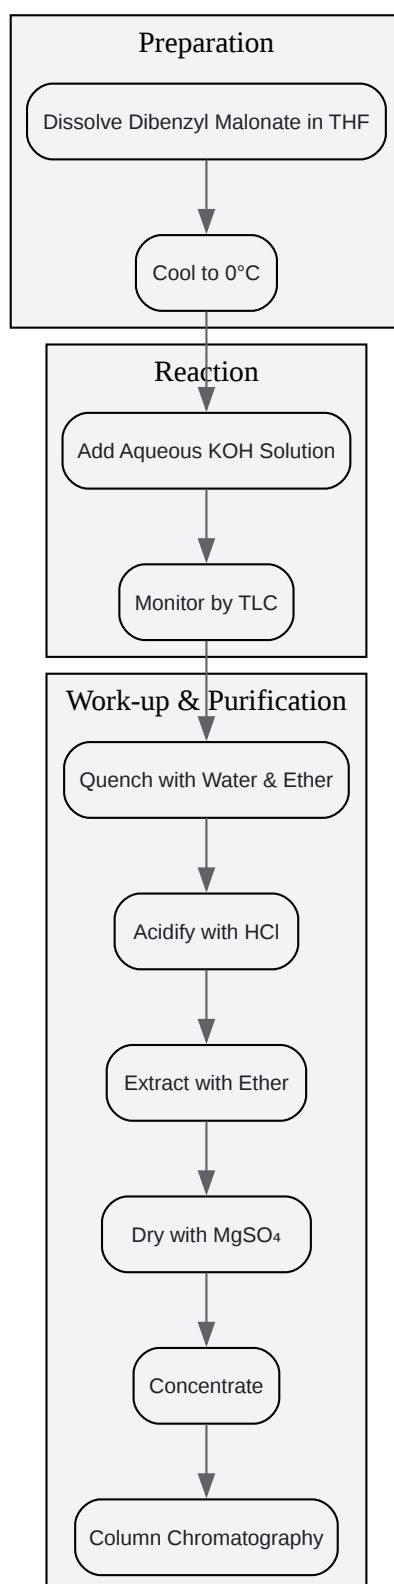 Preparation
Dissolve Dibenzyl Malonate in THF
Cool to 0°C
Reaction
Add Aqueous KOH Solution
Monitor by TLC
Work-up & Purification
Quench with Water & Ether
Acidify with HCl
Extract with Ether
Dry with MgSO₄
Concentrate
Column Chromatography